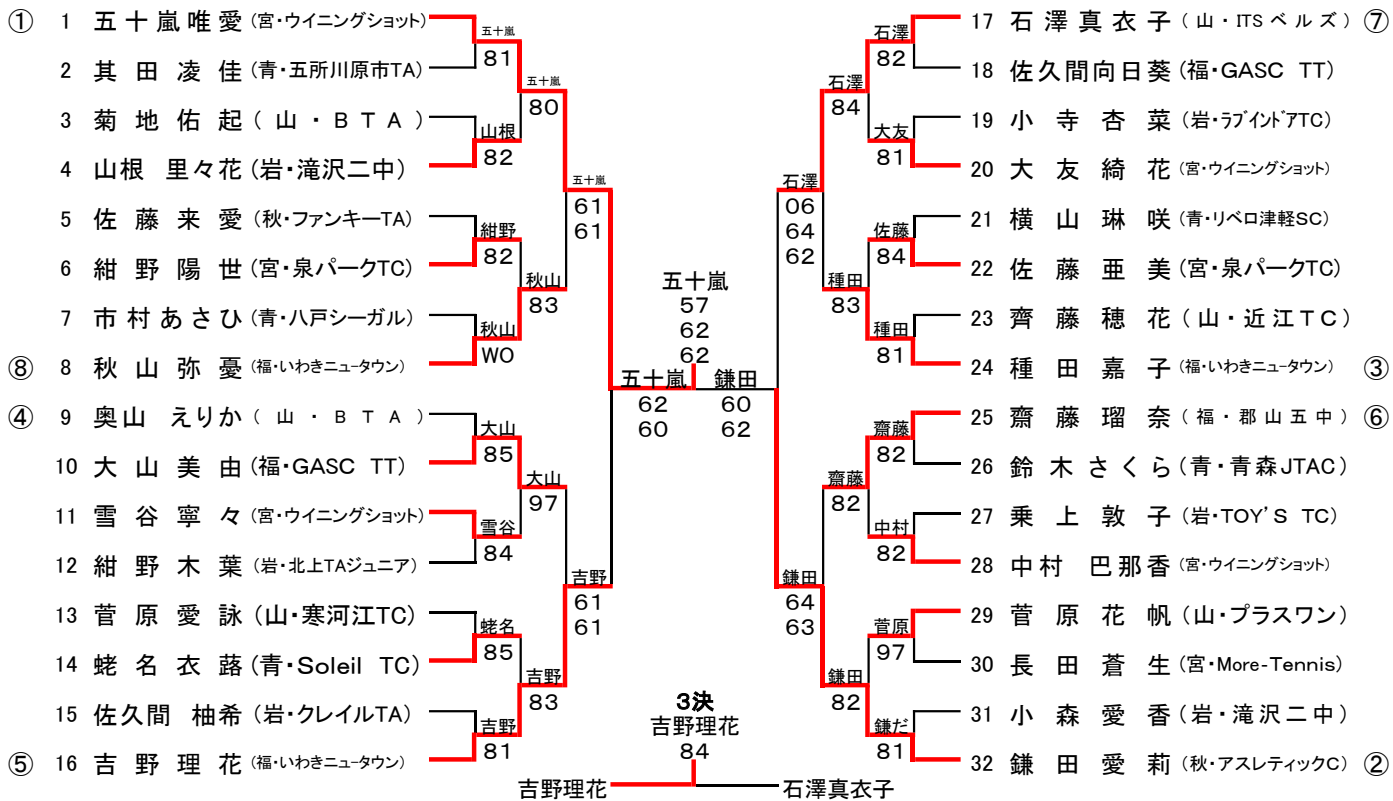 ① 1 五十嵐唯愛 (宮・ウイニングショット)
2 其田凌佳 (青・五所川原市TA)
3 菊地佑起 (山・BTA)
4 山根 里々花 (岩・滝沢二中)
5 佐藤来愛 (秋・ファンキーTA)
6 紺野陽世 (宮・泉パークTC)
7 市村あさひ (青・八戸シーガル)
⑧ 8 秋山弥憂 (福・いわきニュータウン)
④ 9 奥山 えりか (山・BTA)
10 大山美由 (福・GASC TT)
11 雪谷寧々 (宮・ウイニングショット)
12 紺野木葉 (岩・北上TAジュニア)
13 菅原愛詠 (山・寒河江TC)
14 蛯名衣蕗 (青・Soleil TC)
15 佐久間 柚希 (岩・クレイルTA)
⑤ 16 吉野理花 (福・いわきニュータウン)
五十嵐
81
山根
82
紺野
82
秋山
WO
大山
85
雪谷
84
蛯名
85
吉野
81
五十嵐
80
秋山
83
大山
97
吉野
83
五十嵐
61
61
吉野
61
61
五十嵐
62
60
五十嵐
57
62
62
鎌田
60
62
3決
吉野理花
84
吉野理花
石澤真衣子
石澤
06
64
62
鎌田
64
63
石澤
84
種田
83
齋藤
82
鎌田
82
石澤
82
大友
81
佐藤
84
種田
81
齋藤
82
中村
82
菅原
97
鎌だ
81
17 石澤真衣子 (山・ITSベルズ) ⑦
18 佐久間向日葵 (福・GASC TT)
19 小寺杏菜 (岩・ラブインドアTC)
20 大友綺花 (宮・ウイニングショット)
21 横山琳咲 (青・リベロ津軽SC)
22 佐藤亜美 (宮・泉パークTC)
23 齊藤穂花 (山・近江TC)
24 種田嘉子 (福・いわきニュータウン) ③
25 齋藤瑠奈 (福・郡山五中) ⑥
26 鈴木さくら (青・青森JTAC)
27 乗上敦子 (岩・TOY'S TC)
28 中村 巴那香 (宮・ウイニングショット)
29 菅原花帆 (山・プラスワン)
30 長田蒼生 (宮・More-Tennis)
31 小森愛香 (岩・滝沢二中)
32 鎌田愛莉 (秋・アスレティックC) ②